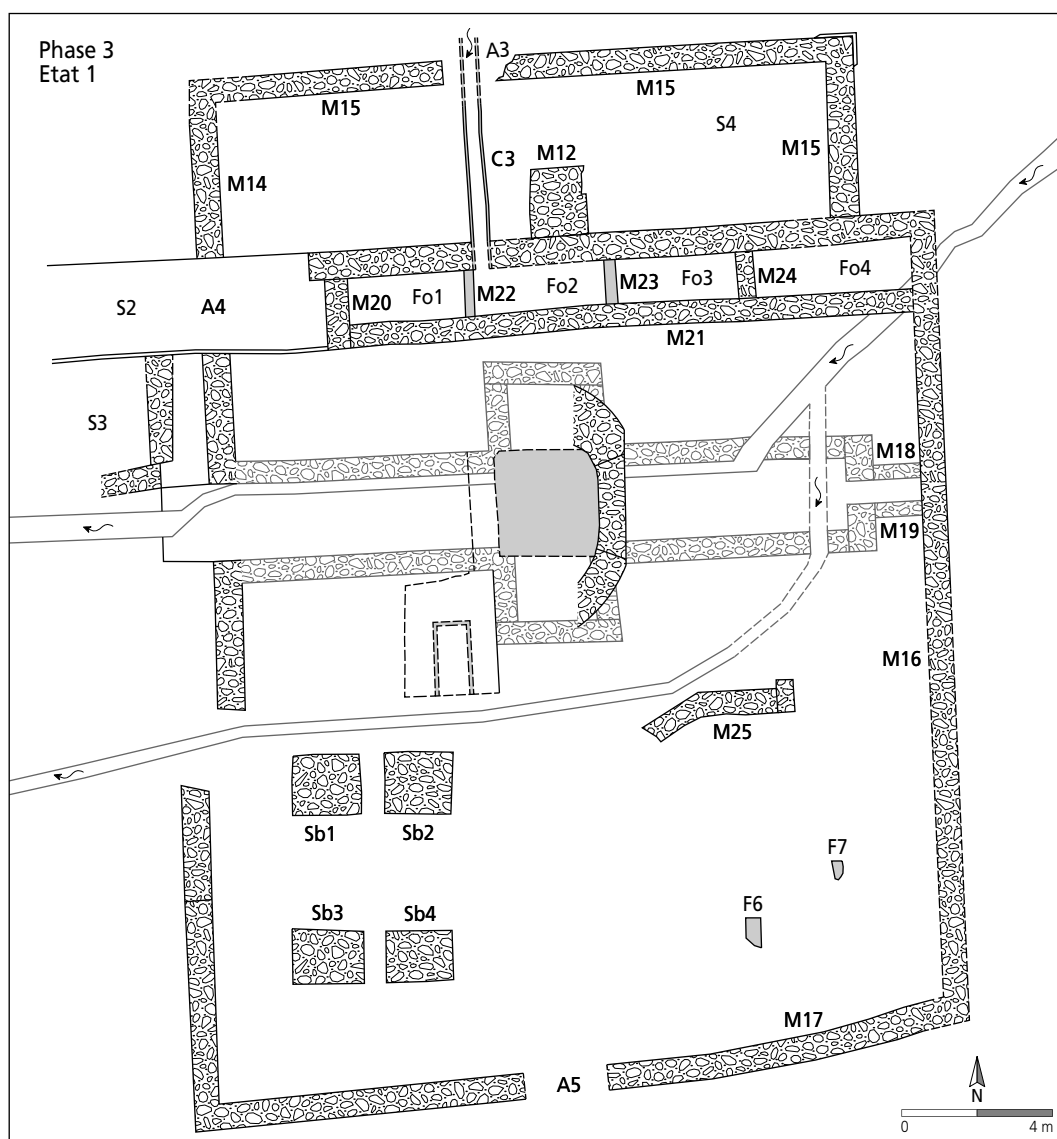 Phase 3
Etat 1
A3
M15
M15
S4
M15
C3
M12
M14
S2
A4
M20
Fo1
M22
Fo2
M23
Fo3
M24
Fo4
M21
S3
M18
M19
M16
M25
Sb1
Sb2
F7
F6
Sb3
Sb4
M17
A5
N
0
4 m